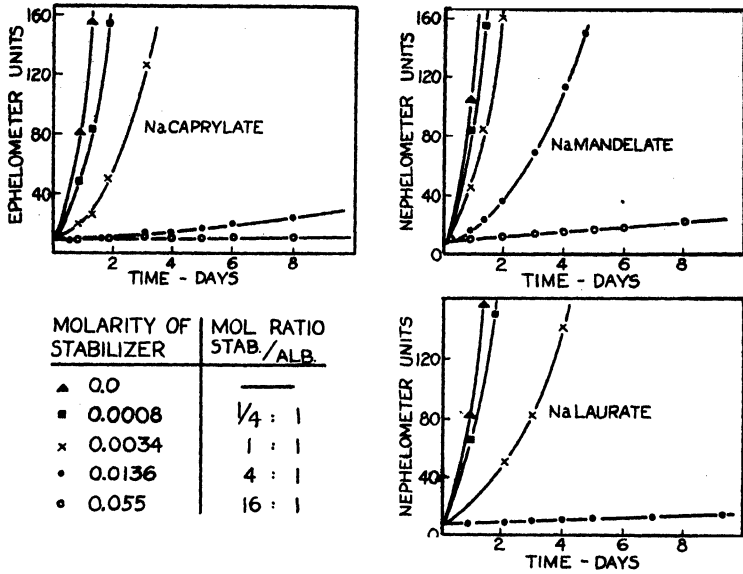 160
120
80
40
EPHELOMETER UNITS
Na CAPRYLATE
2 4 6 8
TIME - DAYS
160
120
80
40
0
NEPHELOMETER UNITS
Na MANDELATE
2 4 6 8
TIME - DAYS
MOLARITY OF STABILIZER
MOL RATIO STAB./ALB.
▲ 0.0 ——
■ 0.0008 1/4 : 1
× 0.0034 1 : 1
• 0.0136 4 : 1
o 0.055 16 : 1
120
80
40
0
NEPHELOMETER UNITS
Na LAURATE
2 4 6 8
TIME - DAYS